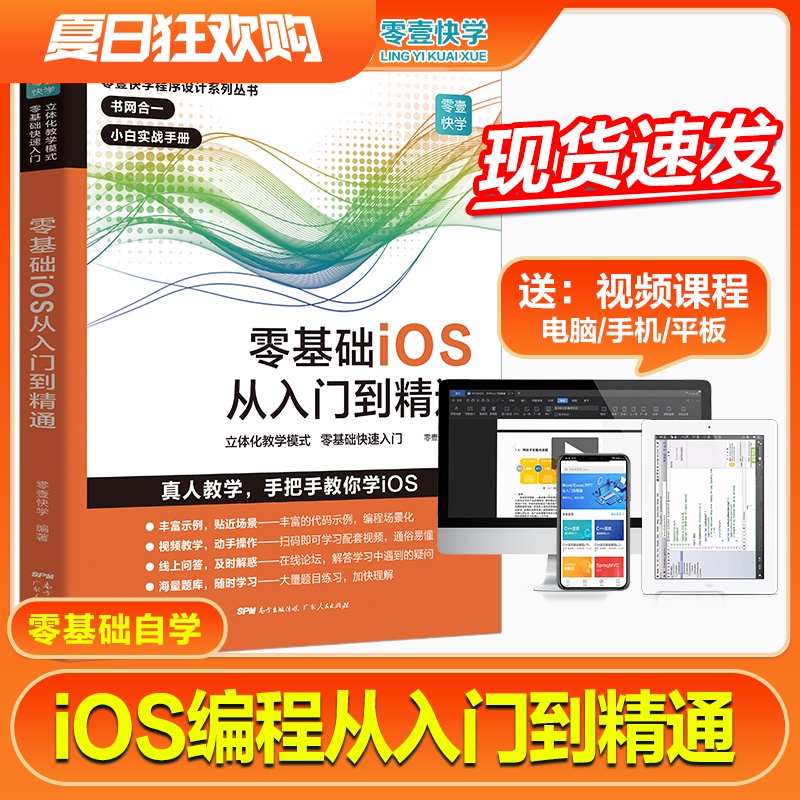 夏日狂欢购
零壹快学
LING YI KUAI XUE
零壹快学程序设计系列丛书
书网合一
小白实战手册
零壹
快学
零壹
快学
立体化教学模式
零基础快速入门
零基础iOS从入门到精通
零壹快学 编著
现货速发
送：视频课程
电脑/手机/平板
零基础iOS
从入门到精通
立体化教学模式 零基础快速入门
真人教学，手把手教你学iOS
丰富示例，贴近场景——丰富的代码示例，编程场景化
视频教学，动手操作——扫码即可学习配套视频，通俗易懂
线上问答，及时解惑——在线论坛，解答学习中遇到的疑问
海量题库，随时学习——大量题目练习，加快理解
SPM 南方出版传媒 广东人民出版社
SPM
Word/Excel/PPT
C++语言
SpringMVC
零基础自学
iOS编程从入门到精通